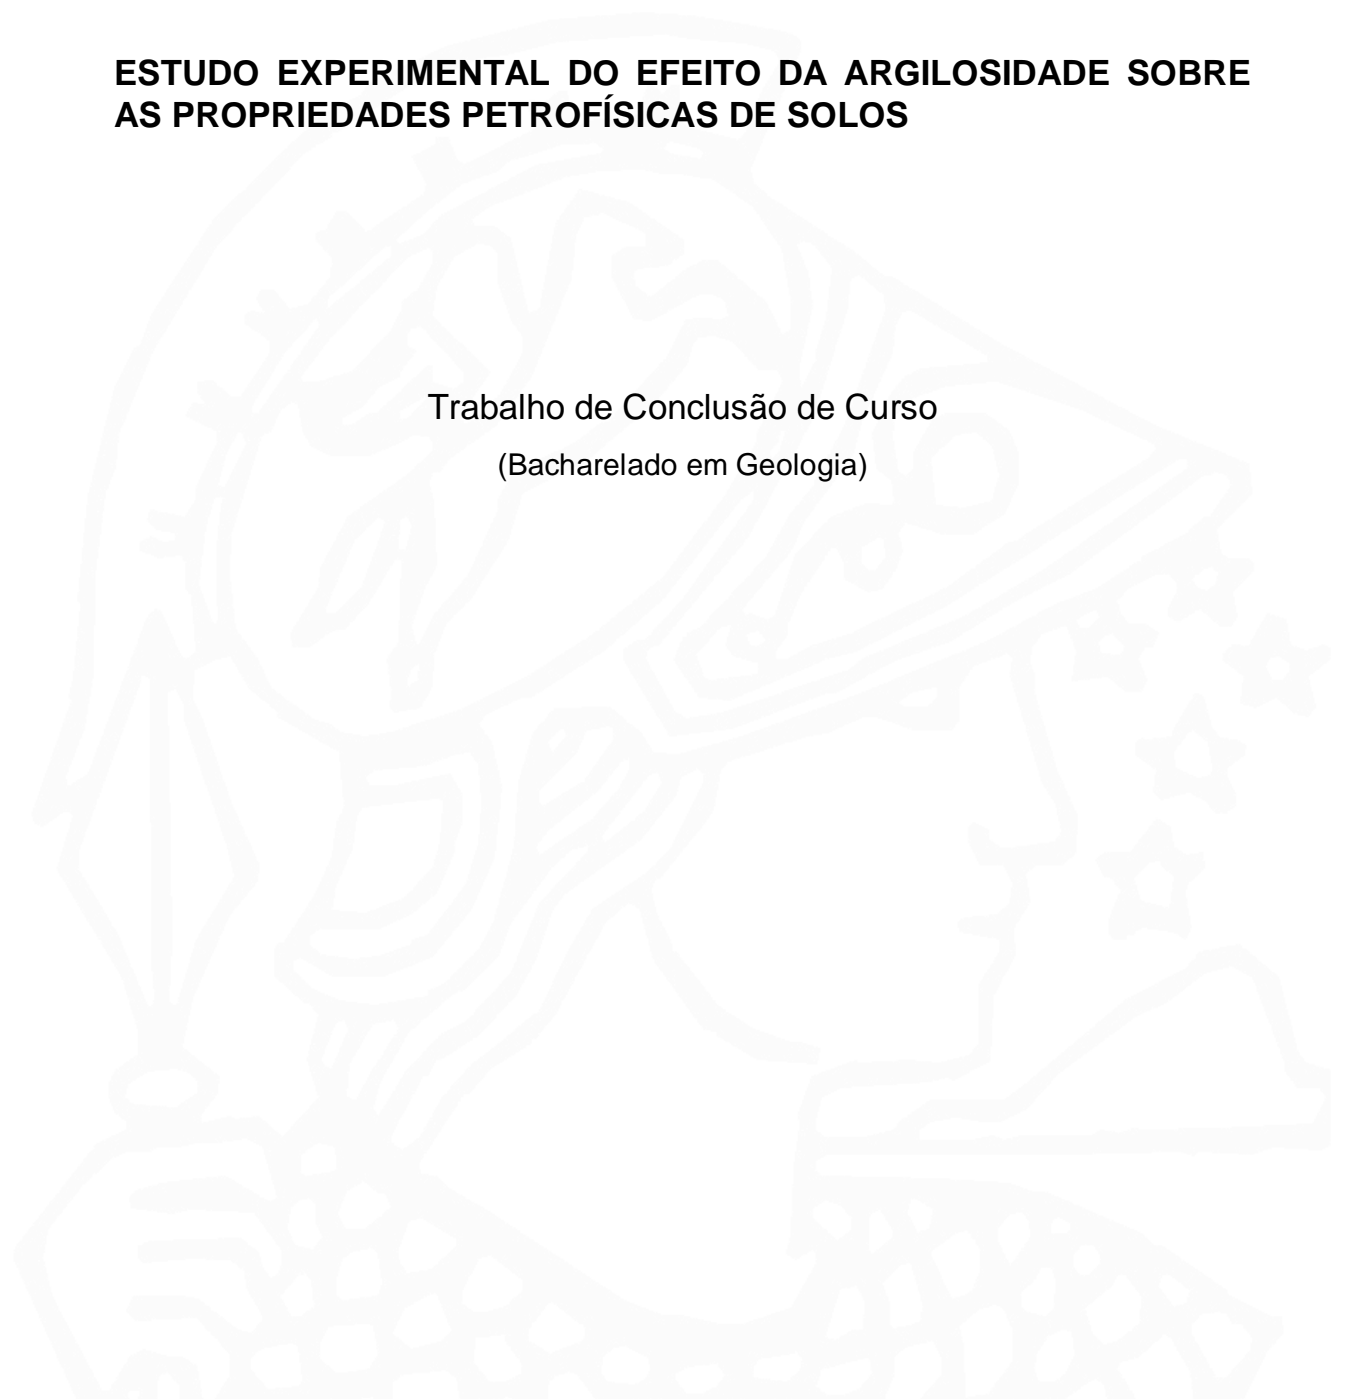 ESTUDO EXPERIMENTAL DO EFEITO DA ARGILOSIDADE SOBRE
AS PROPRIEDADES PETROFÍSICAS DE SOLOS
Trabalho de Conclusão de Curso
(Bacharelado em Geologia)